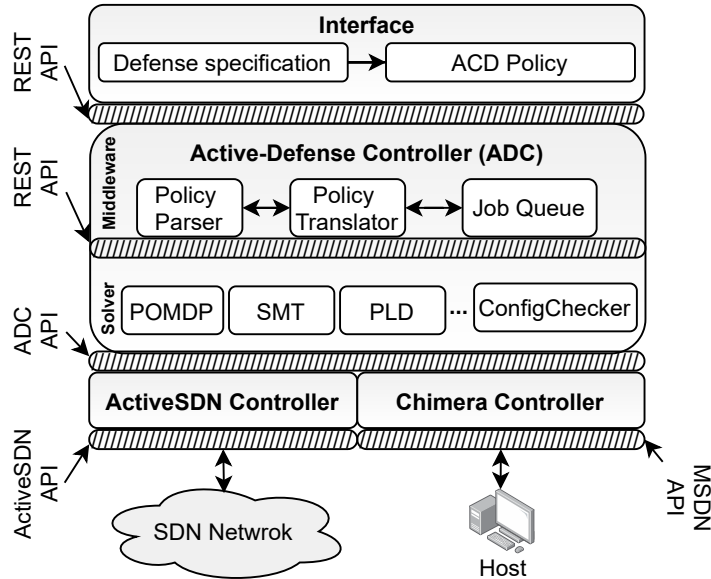 Interface
Defense specification
ACD Policy
REST
API
Active-Defense Controller (ADC)
Middleware
Policy
Parser
Policy
Translator
Job Queue
REST
API
Solver
POMDP
SMT
PLD
...
ConfigChecker
ADC
API
ActiveSDN Controller
Chimera Controller
ActiveSDN
API
MSDN
API
SDN Netwrok
Host